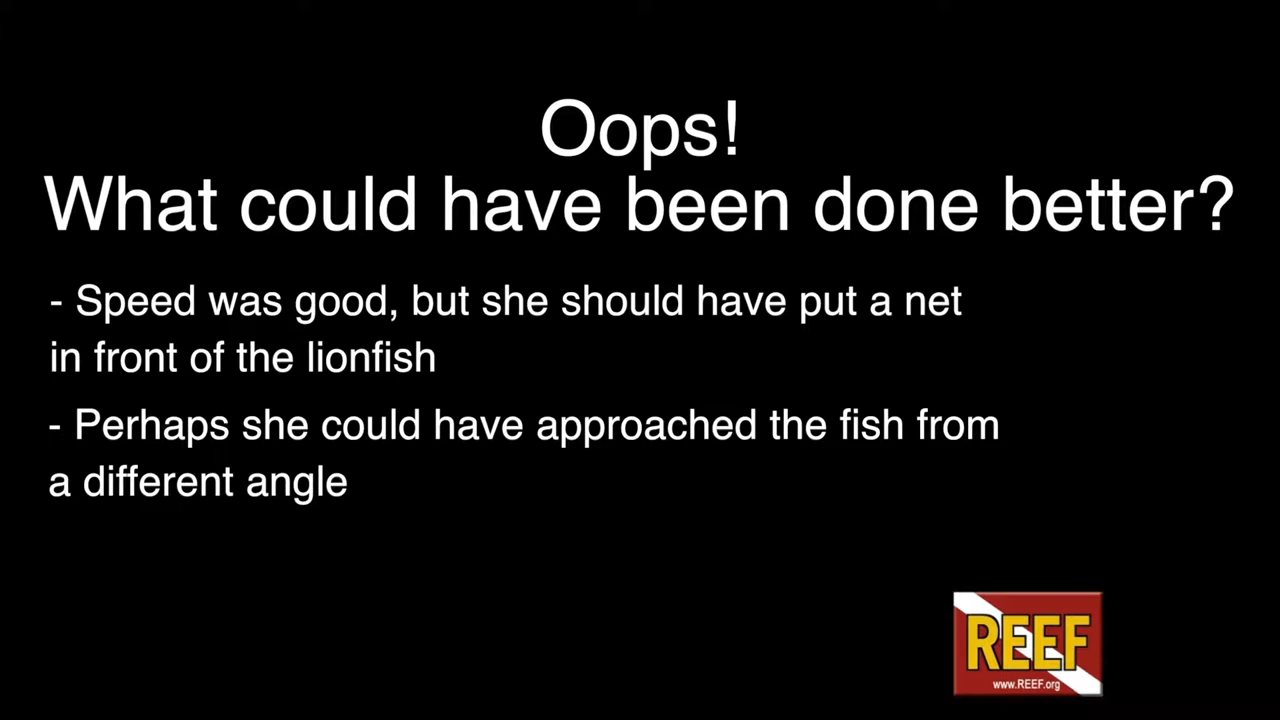 Oops!
What could have been done better?
- Speed was good, but she should have put a net
in front of the lionfish
- Perhaps she could have approached the fish from
a different angle
REEF
www.REEF.org